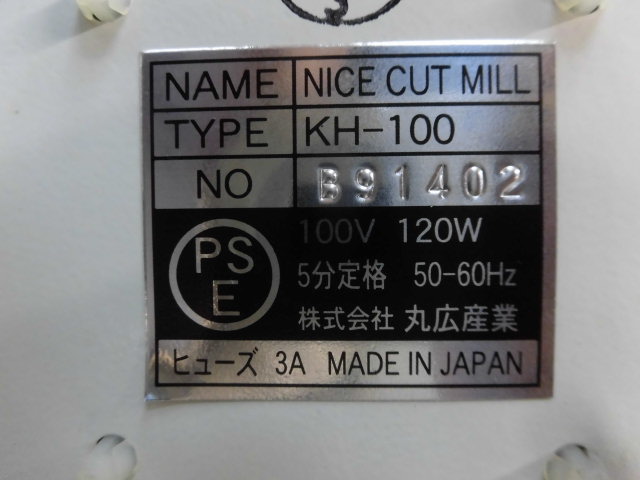 NAME NICE CUT MILL
TYPE KH-100
NO B91402
PS
E
100V 120W
5分定格 50-60Hz
株式会社 丸広産業
ヒューズ 3A MADE IN JAPAN